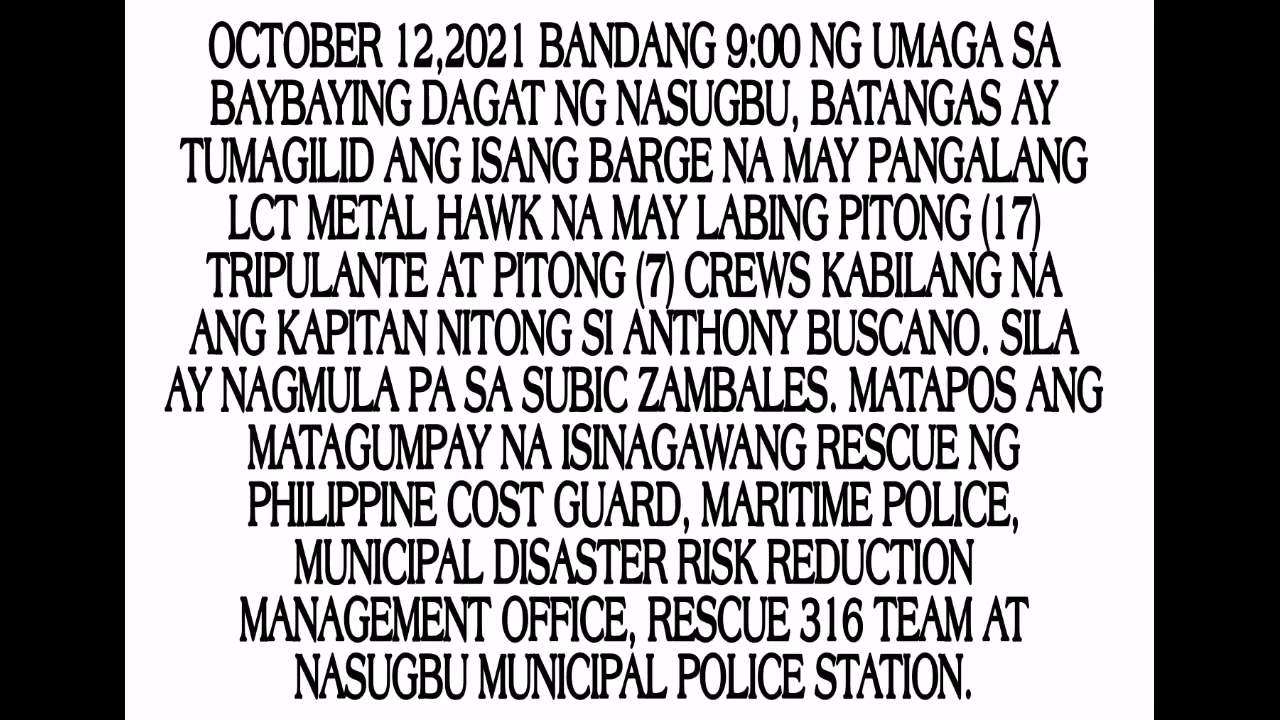 OCTOBER 12,2021 BANDANG 9:00 NG UMAGA SA
BAYBAYING DAGAT NG NASUGBU, BATANGAS AY
TUMAGILID ANG ISANG BARGE NA MAY PANGALANG
LCT METAL HAWK NA MAY LABING PITONG (17)
TRIPULANTE AT PITONG (7) CREWS KABILANG NA
ANG KAPITAN NITONG SI ANTHONY BUSCANO. SILA
AY NAGMULA PA SA SUBIC ZAMBALES. MATAPOS ANG
MATAGUMPAY NA ISINAGAWANG RESCUE NG
PHILIPPINE COST GUARD, MARITIME POLICE,
MUNICIPAL DISASTER RISK REDUCTION
MANAGEMENT OFFICE, RESCUE 316 TEAM AT
NASUGBU MUNICIPAL POLICE STATION.